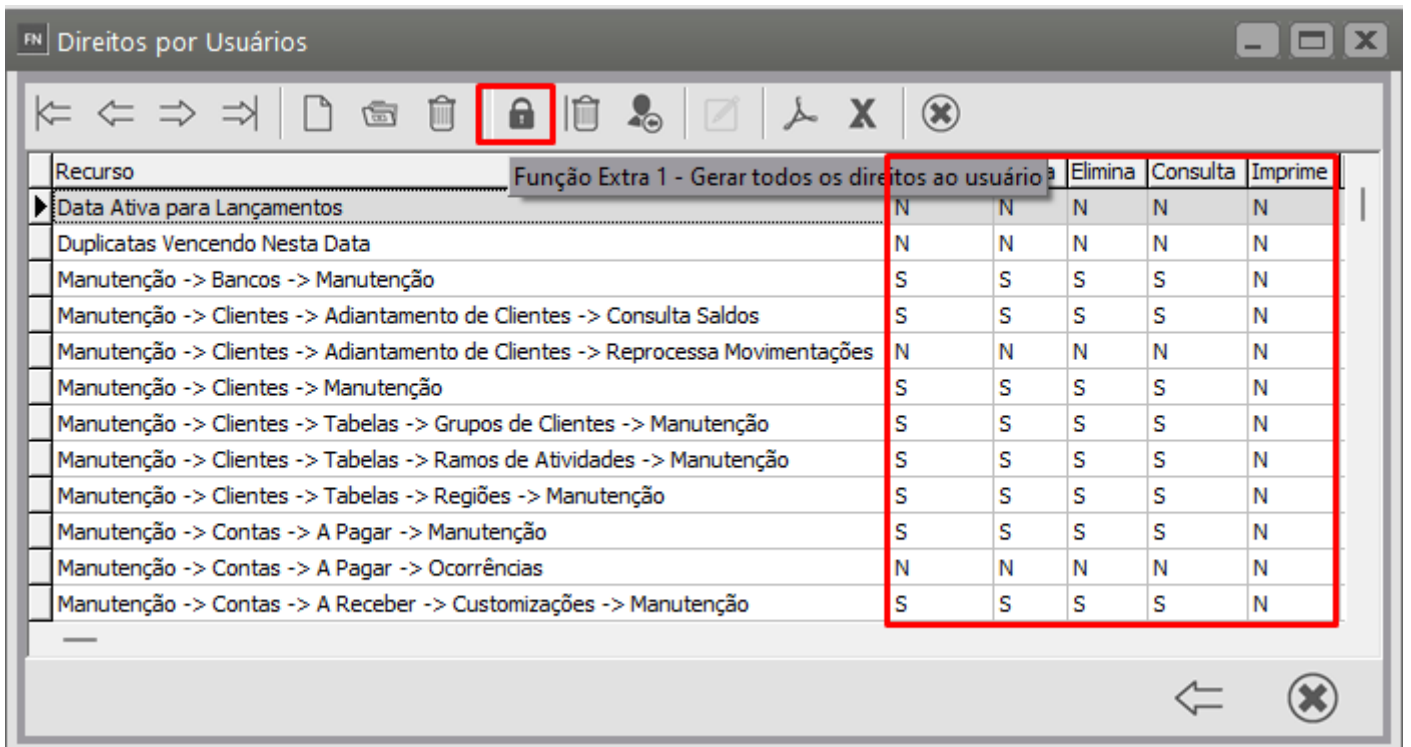 FN Direitos por Usuários
Recurso Elimina Consulta Imprime
Função Extra 1 - Gerar todos os direitos ao usuário
Data Ativa para Lançamentos N N N N N
Duplicatas Vencendo Nesta Data N N N N N
Manutenção -> Bancos -> Manutenção S S S S N
Manutenção -> Clientes -> Adiantamento de Clientes -> Consulta Saldos S S S S N
Manutenção -> Clientes -> Adiantamento de Clientes -> Reprocessa Movimentações N N N N N
Manutenção -> Clientes -> Manutenção S S S S N
Manutenção -> Clientes -> Tabelas -> Grupos de Clientes -> Manutenção S S S S N
Manutenção -> Clientes -> Tabelas -> Ramos de Atividades -> Manutenção S S S S N
Manutenção -> Clientes -> Tabelas -> Regiões -> Manutenção S S S S N
Manutenção -> Contas -> A Pagar -> Manutenção S S S S N
Manutenção -> Contas -> A Pagar -> Ocorrências N N N N N
Manutenção -> Contas -> A Receber -> Customizações -> Manutenção S S S S N